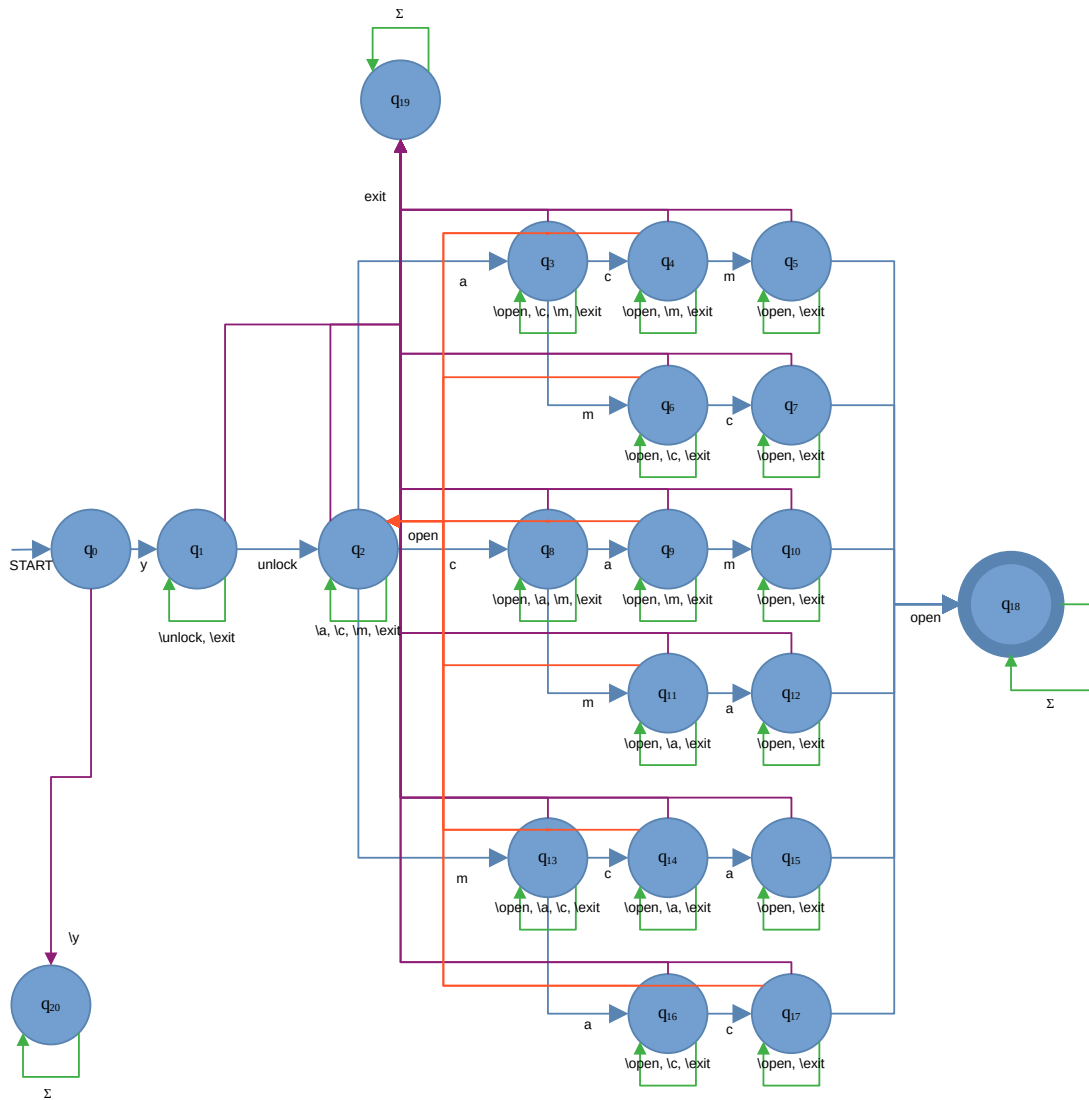 Σ
q19
exit
q3
q4
q5
a
c
m
\open, \c, \m, \exit
\open, \m, \exit
\open, \exit
q6
q7
m
c
\open, \c, \exit
\open, \exit
START
q0
y
q1
unlock
q2
open
c
q8
a
q9
m
q10
\unlock, \exit
\a, \c, \m, \exit
\open, \a, \m, \exit
\open, \m, \exit
\open, \exit
open
q18
Σ
q11
q12
m
a
\open, \a, \exit
\open, \exit
m
q13
c
q14
a
q15
\open, \a, \c, \exit
\open, \a, \exit
\open, \exit
\y
q20
Σ
a
q16
c
q17
\open, \c, \exit
\open, \exit